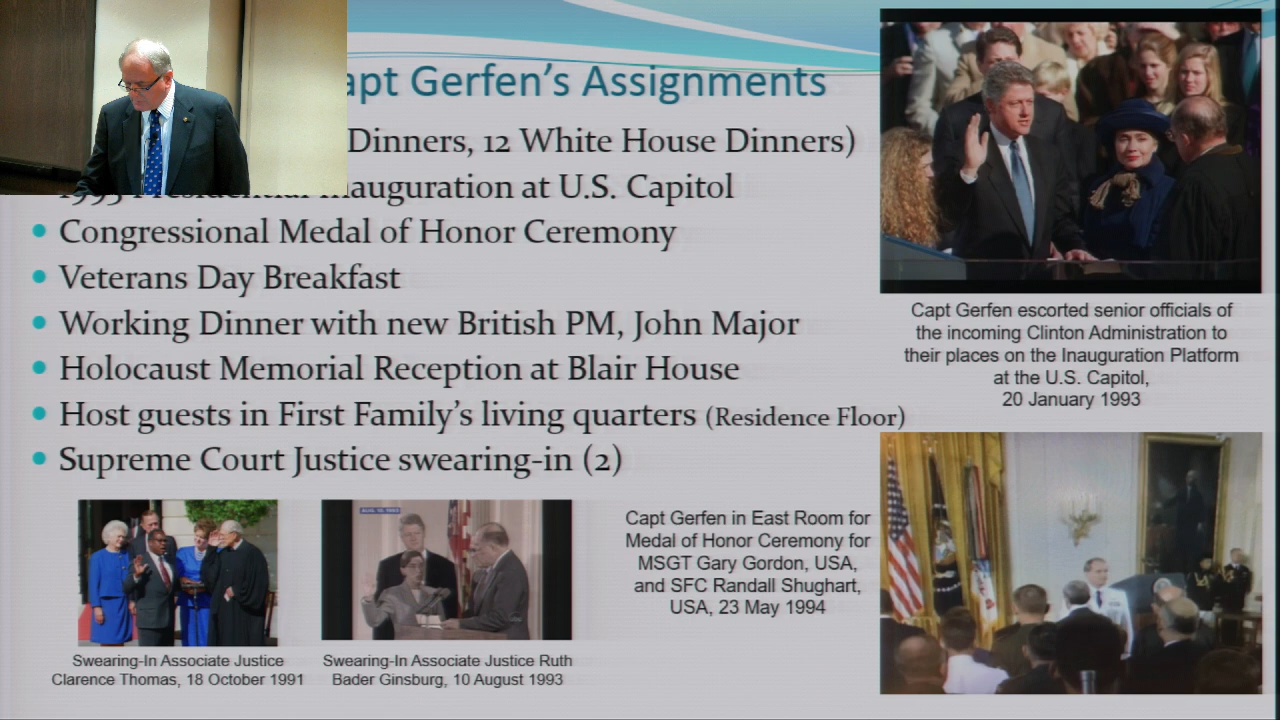 apt Gerfen's Assignments
Dinners, 12 White House Dinners)
1993 Presidential Inauguration at U.S. Capitol
Congressional Medal of Honor Ceremony
Veterans Day Breakfast
Working Dinner with new British PM, John Major
Holocaust Memorial Reception at Blair House
Host guests in First Family's living quarters (Residence Floor)
Supreme Court Justice swearing-in (2)
Capt Gerfen escorted senior officials of
the incoming Clinton Administration to
their places on the Inauguration Platform
at the U.S. Capitol,
20 January 1993
AUG. 10, 1993
Capt Gerfen in East Room for
Medal of Honor Ceremony for
MSGT Gary Gordon, USA,
and SFC Randall Shughart,
USA, 23 May 1994
Swearing-In Associate Justice
Clarence Thomas, 18 October 1991
Swearing-In Associate Justice Ruth
Bader Ginsburg, 10 August 1993